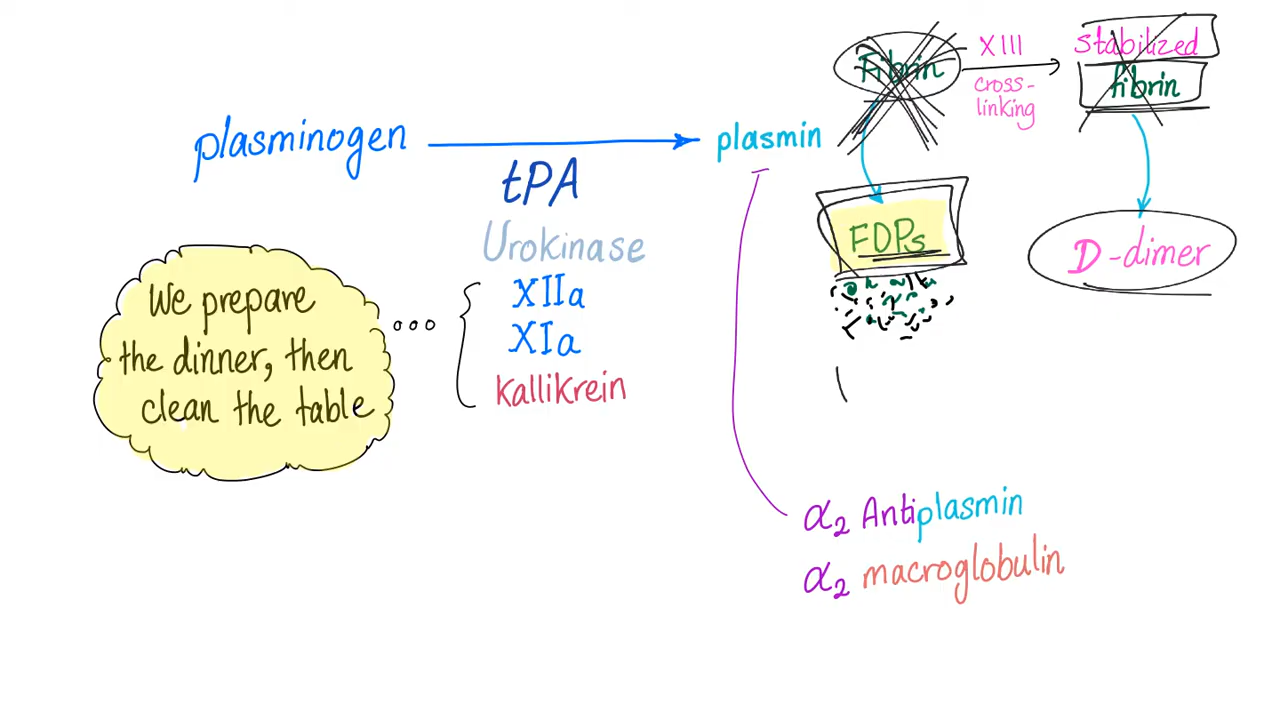 Fibrin
XIII
cross-
linking
stabilized
fibrin
plasminogen
plasmin
tPA
Urokinase
XIIa
XIa
Kallikrein
FDPs
D-dimer
We prepare
the dinner, then
clean the table
α2 Antiplasmin
α2 macroglobulin